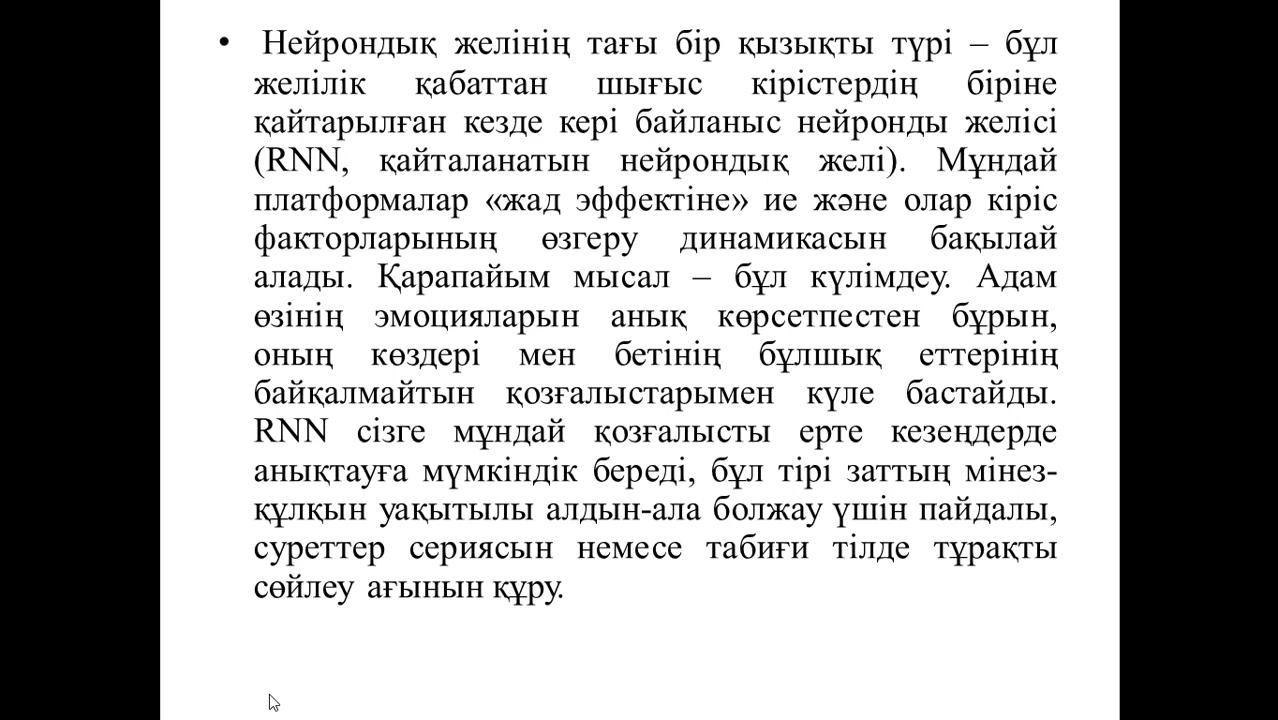 • Нейрондық желінің тағы бір қызықты түрі – бұл
желілік қабаттан шығыс кірістердің біріне
қайтарылған кезде кері байланыс нейронды желісі
(RNN, қайталанатын нейрондық желі). Мұндай
платформалар «жад эффектіне» ие және олар кіріс
факторларының өзгеру динамикасын бақылай
алады. Қарапайым мысал – бұл күлімдеу. Адам
өзінің эмоцияларын анық көрсетпестен бұрын,
оның көздері мен бетінің бұлшық еттерінің
байқалмайтын қозғалыстарымен күле бастайды.
RNN сізге мұндай қозғалысты ерте кезеңдерде
анықтауға мүмкіндік береді, бұл тірі заттың мінез-
құлқын уақытылы алдын-ала болжау үшін пайдалы,
суреттер сериясын немесе табиғи тілде тұрақты
сөйлеу ағынын құру.